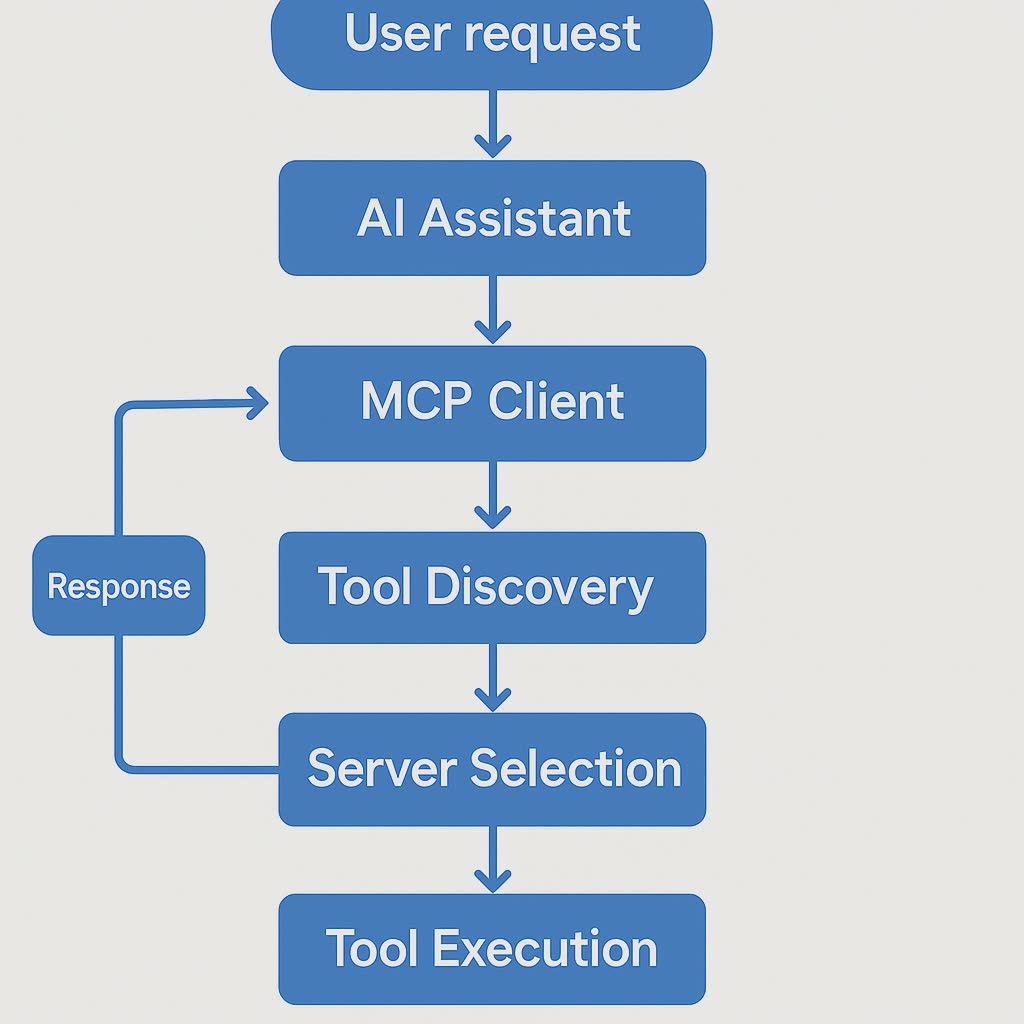 User request
AI Assistant
MCP Client
Tool Discovery
Response
Server Selection
Tool Execution